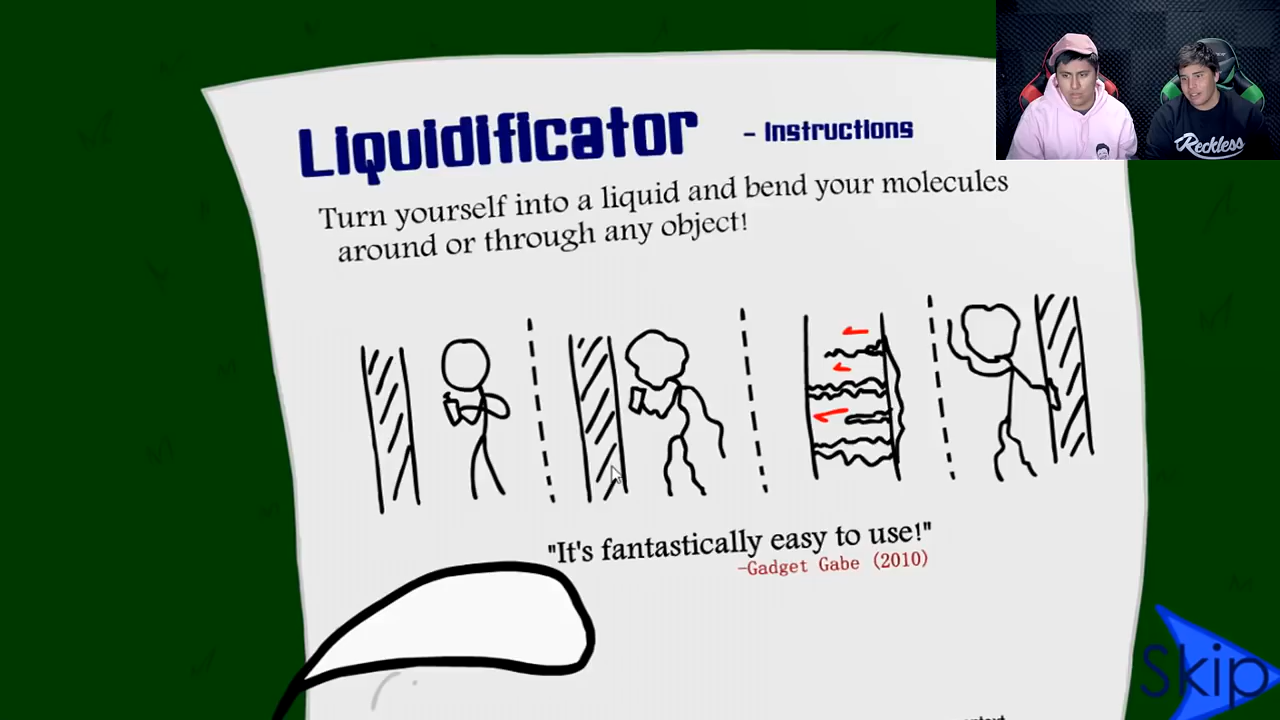 Liquidificator - Instructions
Turn yourself into a liquid and bend your molecules
around or through any object!
"It's fantastically easy to use!"
-Gadget Gabe (2010)
Reckless
Skip